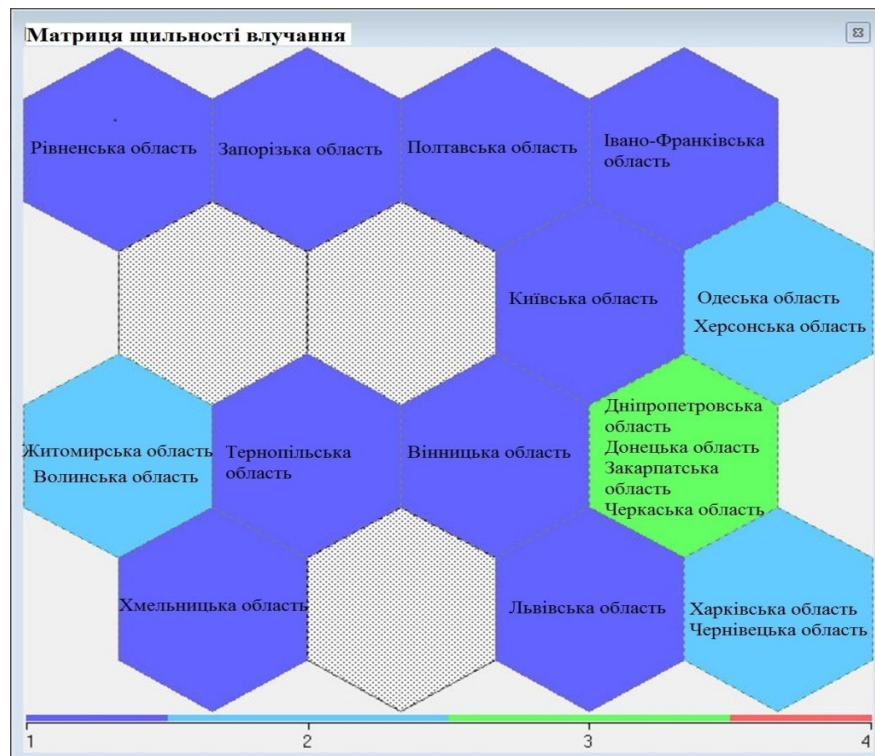 Матриця щильності влучання
Рівненська область
Запорізька область
Полтавська область
Івано-Франківська
область
Київська область
Одеська область
Херсонська область
Житомирська область
Волинська область
Тернопільська
область
Вінницька область
Дніпропетровська
область
Донецька область
Закарпатська
область
Черкаська область
Хмельницька область
Львівська область
Харківська область
Чернівецька область
1 2 3 4